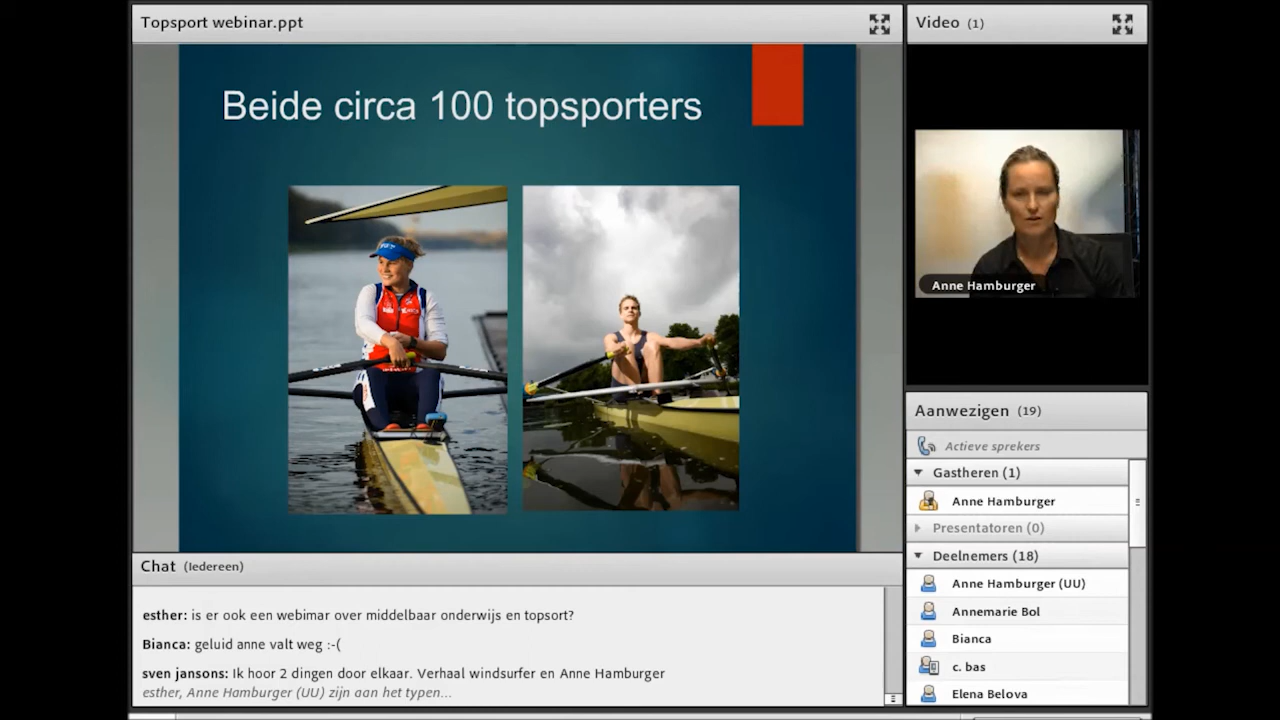 Topsport webinar.ppt
Beide circa 100 topsporters
Video (1)
Anne Hamburger
Aanwezigen (19)
Actieve sprekers
Gastheren (1)
Anne Hamburger
Presentatoren (0)
Deelnemers (18)
Anne Hamburger (UU)
Annemarie Bol
Bianca
c. bas
Elena Belova
Chat (Iedereen)
esther: is er ook een webimar over middelbaar onderwijs en topsort?
Bianca: geluid anne valt weg :-(
sven jansons: Ik hoor 2 dingen door elkaar. Verhaal windsurfer en Anne Hamburger
esther, Anne Hamburger (UU) zijn aan het typen...